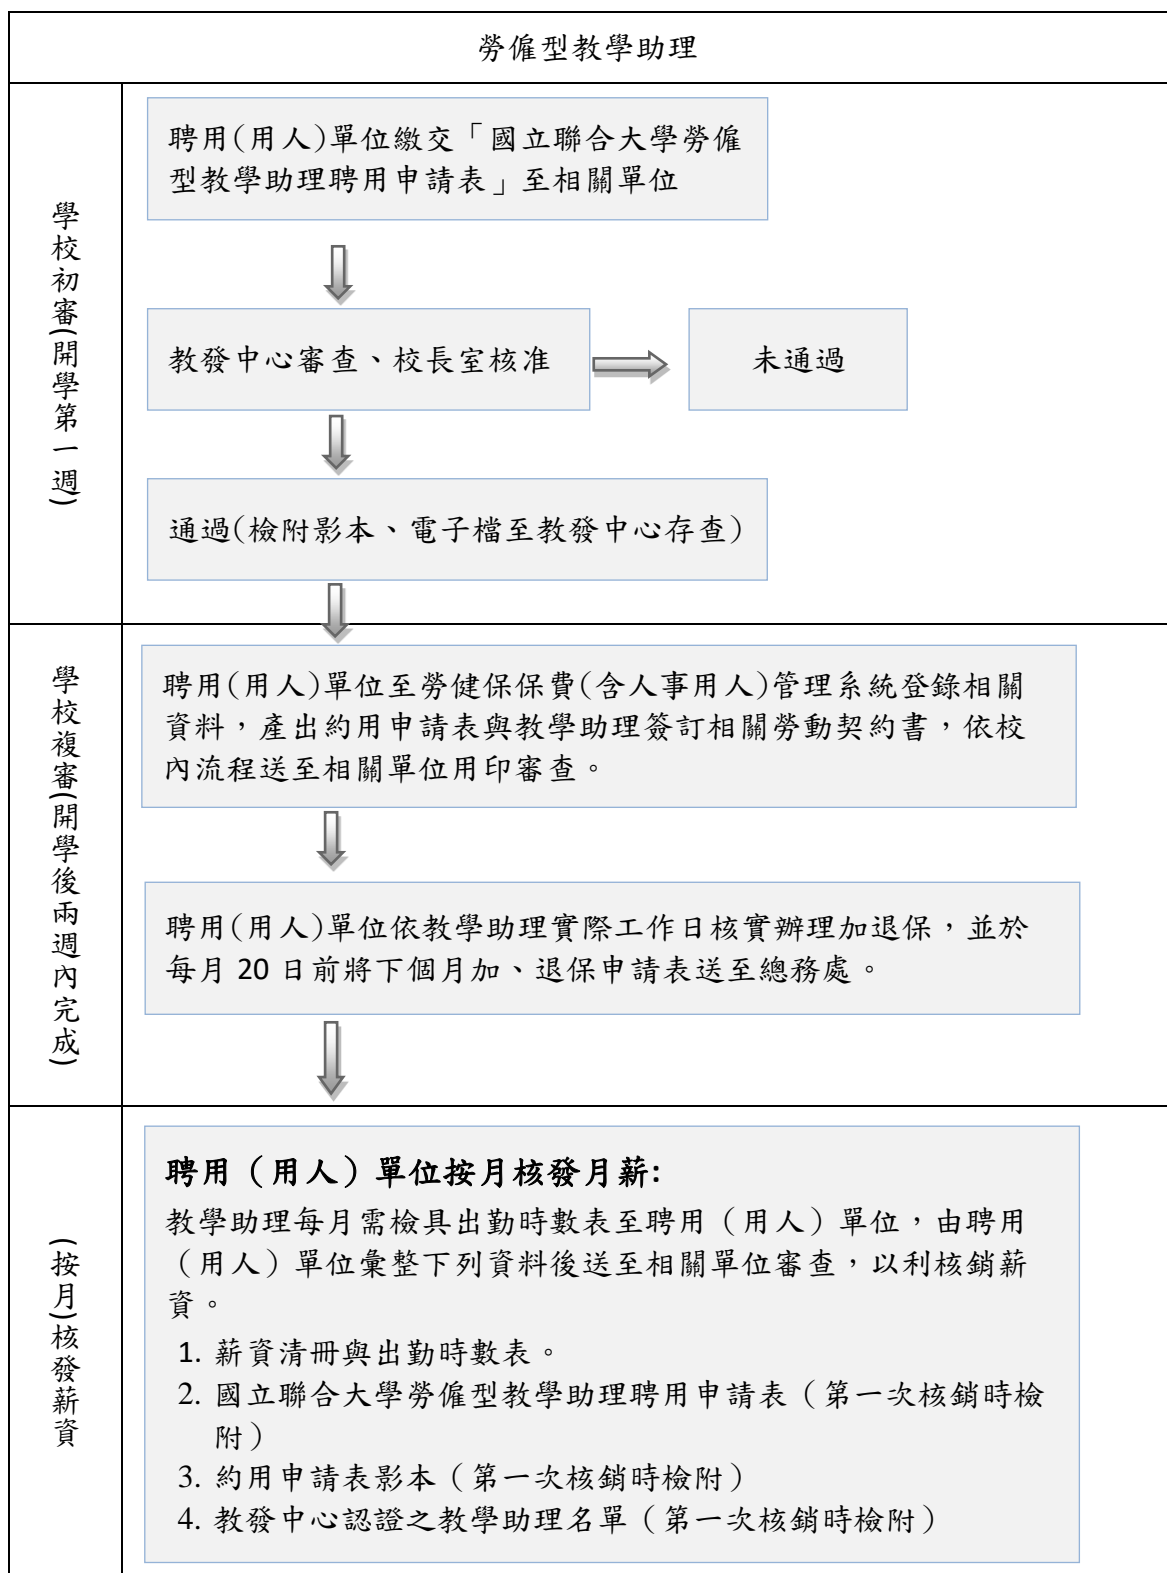 勞僱型教學助理
學校初審(開學第一週)
聘用(用人)單位繳交「國立聯合大學勞僱
型教學助理聘用申請表」至相關單位
教發中心審查、校長室核准
未通過
通過(檢附影本、電子檔至教發中心存查)
學校複審(開學後兩週內完成)
聘用(用人)單位至勞健保保費(含人事用人)管理系統登錄相關
資料，產出約用申請表與教學助理簽訂相關勞動契約書，依校
內流程送至相關單位用印審查。
聘用(用人)單位依教學助理實際工作日核實辦理加退保，並於
每月 20 日前將下個月加、退保申請表送至總務處。
(按月)核發薪資
聘用（用人）單位按月核發月薪:
教學助理每月需檢具出勤時數表至聘用（用人）單位，由聘用
（用人）單位彙整下列資料後送至相關單位審查，以利核銷薪
資。
1. 薪資清冊與出勤時數表。
2. 國立聯合大學勞僱型教學助理聘用申請表（第一次核銷時檢
附）
3. 約用申請表影本（第一次核銷時檢附）
4. 教發中心認證之教學助理名單（第一次核銷時檢附）